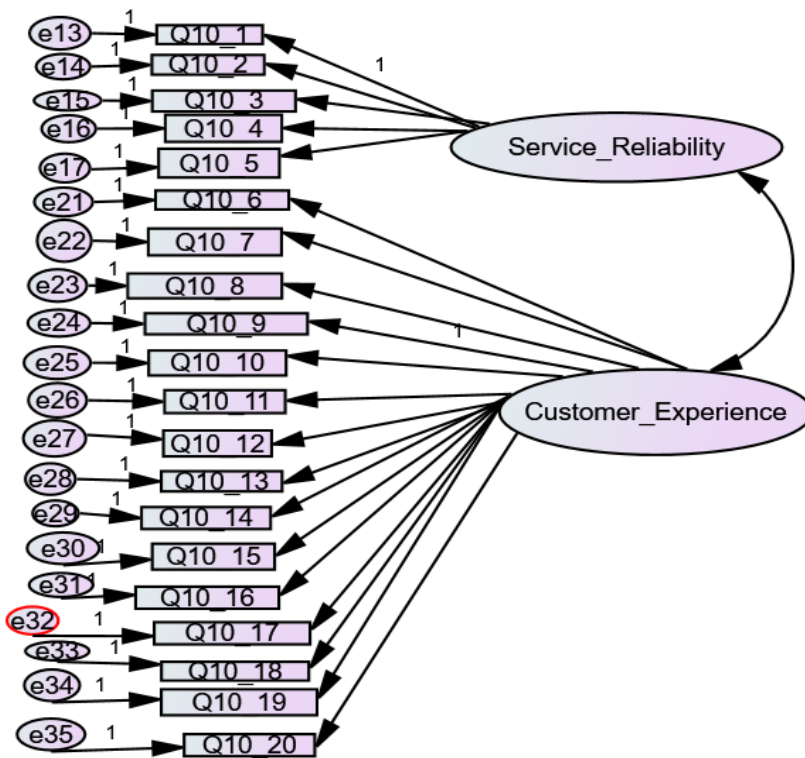 e13 1 Q10_1
e14 1 Q10_2 1
e15 1 Q10_3
e16 1 Q10_4
Service_Reliability
e17 1 Q10_5
e21 1 Q10_6
e22 1 Q10_7
e23 1 Q10_8
e24 1 Q10_9 1
e25 1 Q10_10
e26 1 Q10_11
Customer_Experience
e27 1 Q10_12
e28 1 Q10_13
e29 1 Q10_14
e30 1 Q10_15
e31 1 Q10_16
e32 1 Q10_17
e33 1 Q10_18
e34 1 Q10_19
e35 1 Q10_20